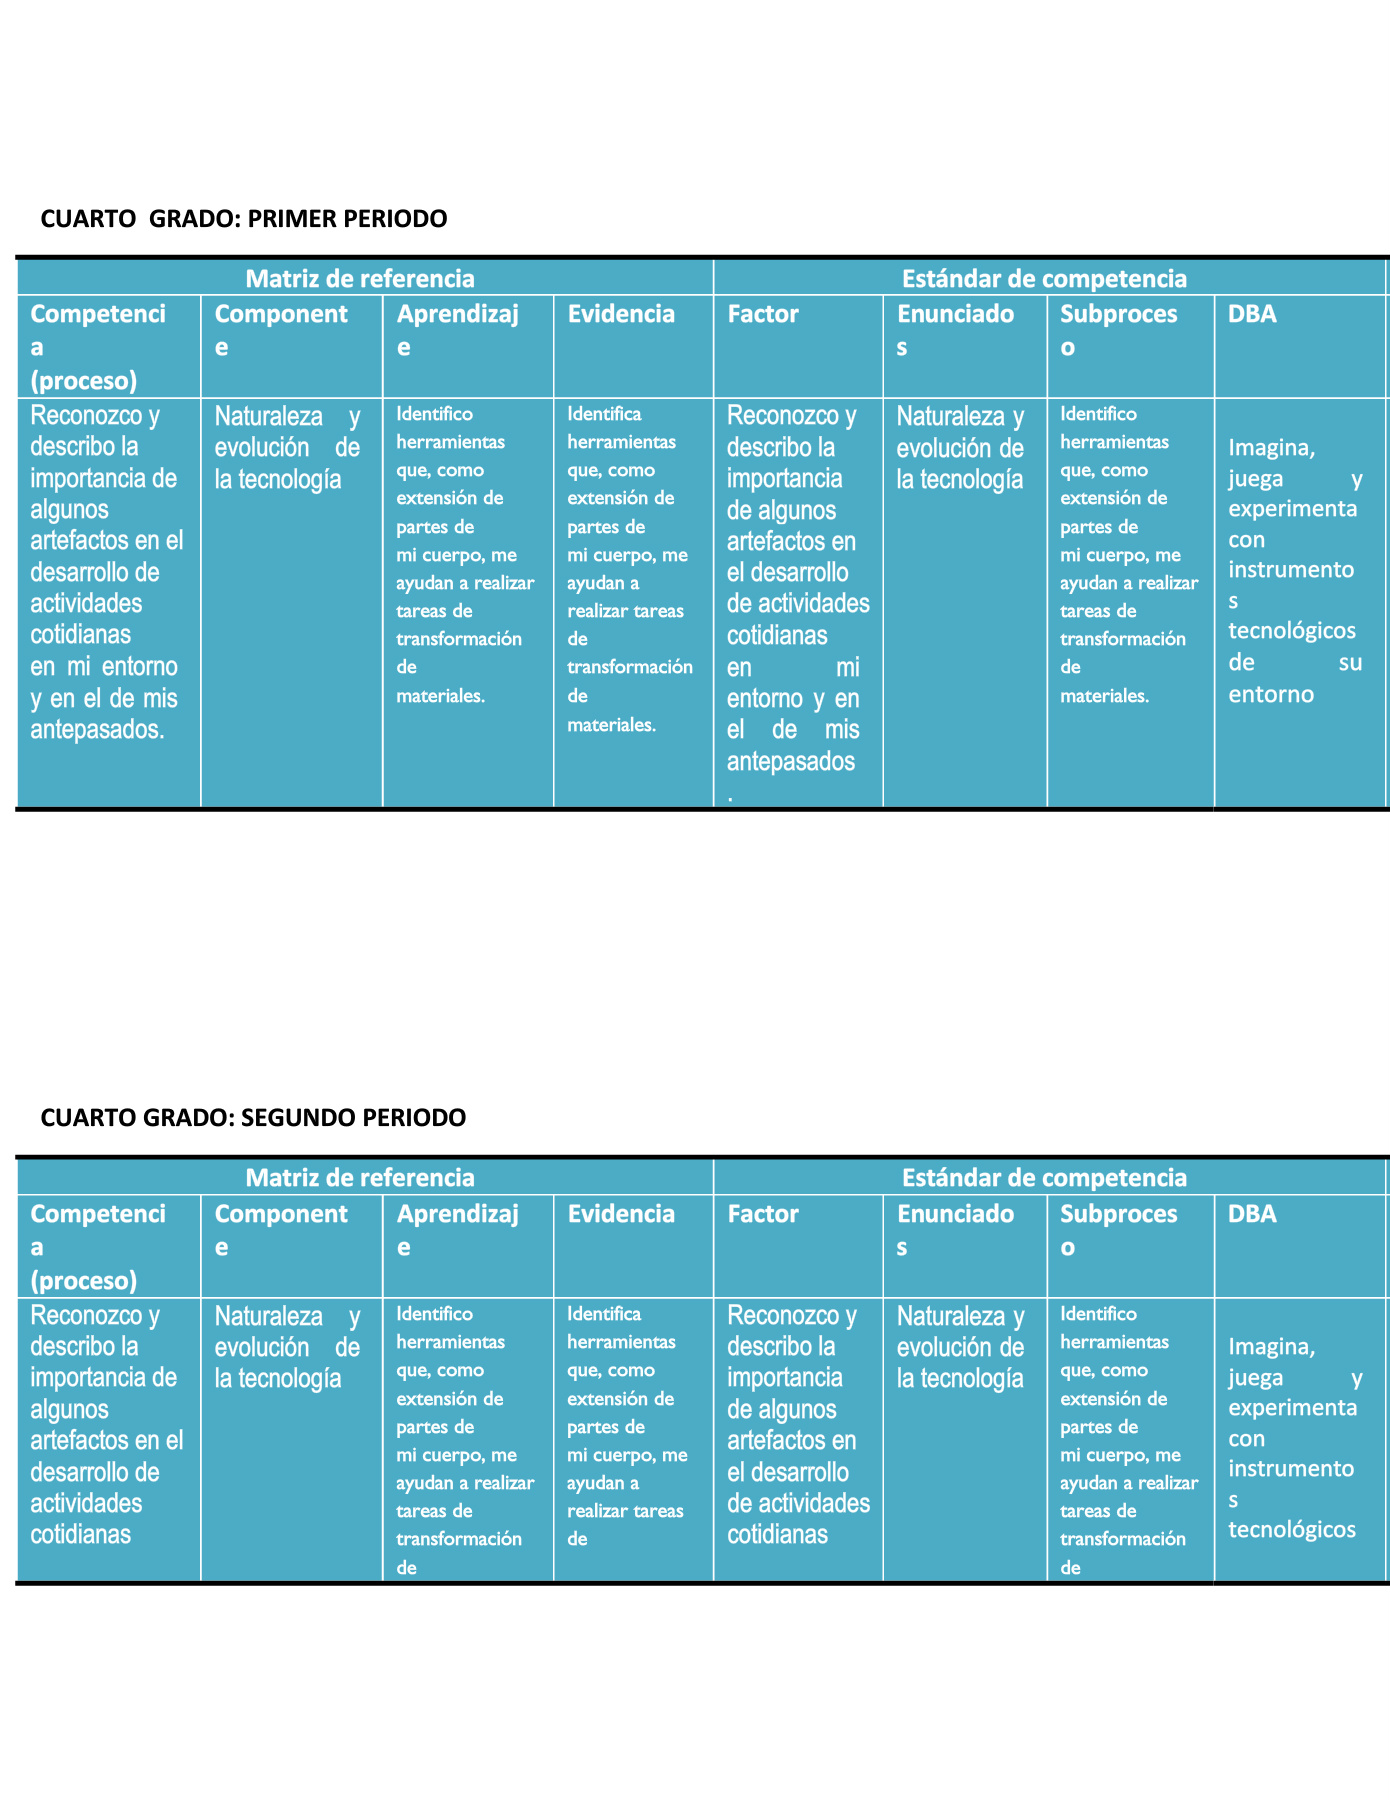 CUARTO  GRADO: PRIMER PERIODO
Matriz de referencia
Estándar de competencia
Competenci
a
(proceso)
Component
e
Aprendizaj
e
Evidencia
Factor
Enunciado
s
Subproces
o
DBA
Reconozco y
describo la
importancia de
algunos
artefactos en el
desarrollo de
actividades
cotidianas
en mi entorno
y en el de mis
antepasados.
Naturaleza y
evolución de
la tecnología
Identifico
herramientas
que, como
extensión de
partes de
mi cuerpo, me
ayudan a realizar
tareas de
transformación
de
materiales.
Identifica
herramientas
que, como
extensión de
partes de
mi cuerpo, me
ayudan a
realizar tareas
de
transformación
de
materiales.
Reconozco y
describo la
importancia
de algunos
artefactos en
el desarrollo
de actividades
cotidianas
en mi
entorno y en
el de mis
antepasados
.
Naturaleza y
evolución de
la tecnología
Identifico
herramientas
que, como
extensión de
partes de
mi cuerpo, me
ayudan a realizar
tareas de
transformación
de
materiales.
Imagina,
juega y
experimenta
con
instrumento
s
tecnológicos
de su
entorno
CUARTO GRADO: SEGUNDO PERIODO
Matriz de referencia
Estándar de competencia
Competenci
a
(proceso)
Component
e
Aprendizaj
e
Evidencia
Factor
Enunciado
s
Subproces
o
DBA
Reconozco y
describo la
importancia de
algunos
artefactos en el
desarrollo de
actividades
cotidianas
Naturaleza y
evolución de
la tecnología
Identifico
herramientas
que, como
extensión de
partes de
mi cuerpo, me
ayudan a realizar
tareas de
transformación
de
Identifica
herramientas
que, como
extensión de
partes de
mi cuerpo, me
ayudan a
realizar tareas
de
Reconozco y
describo la
importancia
de algunos
artefactos en
el desarrollo
de actividades
cotidianas
Naturaleza y
evolución de
la tecnología
Identifico
herramientas
que, como
extensión de
partes de
mi cuerpo, me
ayudan a realizar
tareas de
transformación
de
Imagina,
juega y
experimenta
con
instrumento
s
tecnológicos